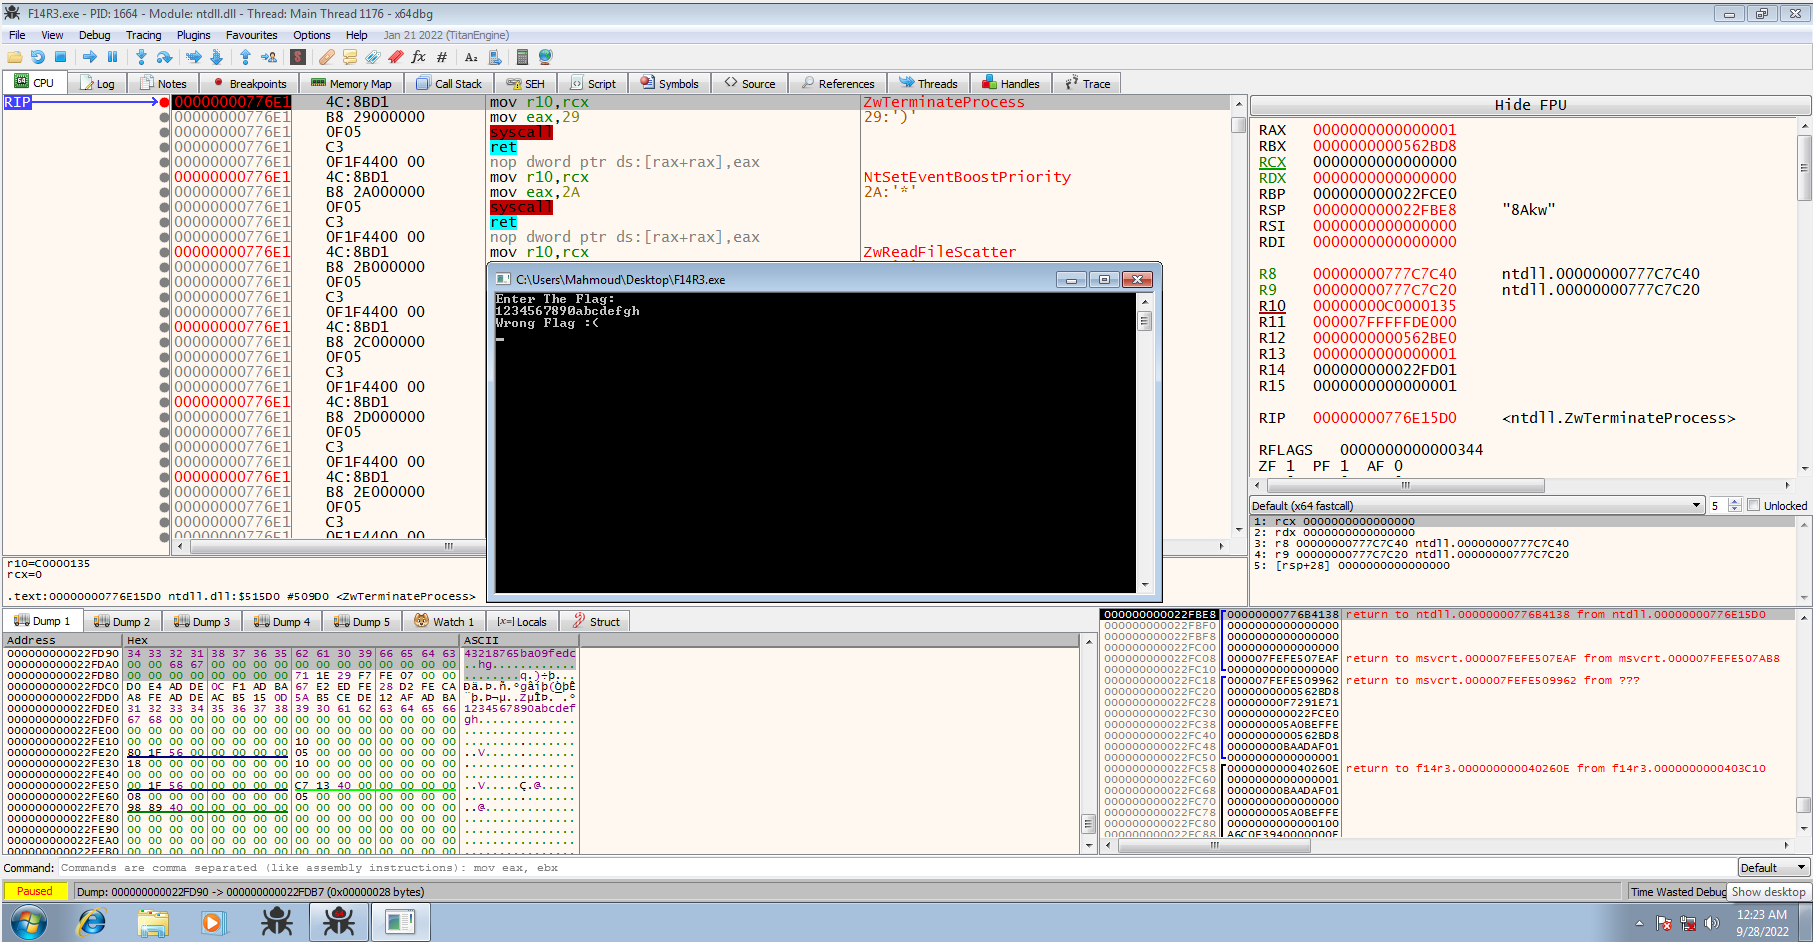 F14R3.exe - PID: 1664 - Module: ntdll.dll - Thread: Main Thread 1176 - x64dbg
File View Debug Tracing Plugins Favourites Options Help Jan 21 2022 (TitanEngine)
CPU Log Notes Breakpoints Memory Map Call Stack SEH Script Symbols Source References Threads Handles Trace
RIP 00000000776E1 4C:8BD1 mov r10,rcx ZwTerminateProcess
00000000776E1 B8 29000000 mov eax,29 29:')'
00000000776E1 0F05 syscall
00000000776E1 C3 ret
00000000776E1 0F1F4400 00 nop dword ptr ds:[rax+rax],eax
00000000776E1 4C:8BD1 mov r10,rcx NtSetEventBoostPriority
00000000776E1 B8 2A000000 mov eax,2A 2A:'*'
00000000776E1 0F05 syscall
00000000776E1 C3 ret
00000000776E1 0F1F4400 00 nop dword ptr ds:[rax+rax],eax
00000000776E1 4C:8BD1 mov r10,rcx ZwReadFileScatter
00000000776E1 B8 2B000000
00000000776E1 0F05
00000000776E1 C3
00000000776E1 0F1F4400 00
00000000776E1 4C:8BD1
00000000776E1 B8 2C000000
00000000776E1 0F05
00000000776E1 C3
00000000776E1 0F1F4400 00
00000000776E1 4C:8BD1
00000000776E1 B8 2D000000
00000000776E1 0F05
00000000776E1 C3
00000000776E1 0F1F4400 00
00000000776E1 4C:8BD1
00000000776E1 B8 2E000000
00000000776E1 0F05
00000000776E1 C3
00000000776E1 0F1F4400 00
C:\Users\Mahmoud\Desktop\F14R3.exe
Enter The Flag:
1234567890abcdefgh
Wrong Flag :(
Hide FPU
RAX 0000000000000001
RBX 0000000000562BD8
RCX 0000000000000000
RDX 0000000000000000
RBP 000000000022FCE0
RSP 000000000022FBE8 "8Akw"
RSI 0000000000000000
RDI 0000000000000000
R8 00000000777C7C40 ntdll.00000000777C7C40
R9 00000000777C7C20 ntdll.00000000777C7C20
R10 00000000C0000135
R11 000007FFFFFDE000
R12 0000000000562BE0
R13 0000000000000001
R14 000000000022FD01
R15 0000000000000001
RIP 00000000776E15D0 <ntdll.ZwTerminateProcess>
RFLAGS 0000000000000344
ZF 1 PF 1 AF 0
Default (x64 fastcall) 5 Unlocked
1: rcx 0000000000000000
2: rdx 0000000000000000
3: r8 00000000777C7C40 ntdll.00000000777C7C40
4: r9 00000000777C7C20 ntdll.00000000777C7C20
5: [rsp+28] 0000000000000000
r10=C0000135
rcx=0
.text:00000000776E15D0 ntdll.dll:$515D0 #509D0 <ZwTerminateProcess>
Dump 1 Dump 2 Dump 3 Dump 4 Dump 5 Watch 1 [x=] Locals Struct
Address Hex ASCII
000000000022FD90 34 33 32 31 38 37 36 35 62 61 30 39 66 65 64 63 43218765ba09fedc
000000000022FDA0 00 00 68 67 00 00 00 00 00 00 00 00 00 00 00 00 ..hg............
000000000022FDB0 00 00 00 00 00 00 00 00 71 1E 29 F7 FE 07 00 00 ........q.)÷þ...
000000000022FDC0 D0 E4 AD DE 0C F1 AD BA 67 E2 ED FE 28 D2 FE CA
000000000022FDD0 A8 FE AD DE AC B5 15 0D 5A B5 CE DE 12 AF AD BA
000000000022FDE0 31 32 33 34 35 36 37 38 39 30 61 62 63 64 65 66 1234567890abcdef
000000000022FDF0 67 68 00 00 00 00 00 00 00 00 00 00 00 00 00 00 gh..............
000000000022FE00 00 00 00 00 00 00 00 00 00 00 00 00 00 00 00 00 ................
000000000022FE10 00 00 00 00 00 00 00 00 10 00 00 00 00 00 00 00 ................
000000000022FE20 80 1F 56 00 00 00 00 00 05 00 00 00 00 00 00 00 ..V.............
000000000022FE30 18 00 00 00 00 00 00 00 10 00 00 00 00 00 00 00 ................
000000000022FE40 00 00 00 00 00 00 00 00 00 00 00 00 00 00 00 00 ................
000000000022FE50 00 1F 56 00 00 00 00 00 C7 13 40 00 00 00 00 00 ..V.....Ç.@.....
000000000022FE60 08 00 00 00 00 00 00 00 05 00 00 00 00 00 00 00 ................
000000000022FE70 98 89 40 00 00 00 00 00 00 00 00 00 00 00 00 00 ..@.............
000000000022FE80 00 00 00 00 00 00 00 00 00 00 00 00 00 00 00 00 ................
000000000022FE90 00 00 00 00 00 00 00 00 00 00 00 00 00 00 00 00 ................
000000000022FEA0 00 00 00 00 00 00 00 00 00 00 00 00 00 00 00 00 ................
000000000022FEB0 00 00 00 00 00 00 00 00 00 00 00 00 00 00 00 00 ................
000000000022FBE8 00000000776B4138 return to ntdll.00000000776B4138 from ntdll.00000000776E15D0
000000000022FBF0 0000000000000000
000000000022FBF8 0000000000000000
000000000022FC00 0000000000000000
000000000022FC08 000007FEFE507EAF return to msvcrt.000007FEFE507EAF from msvcrt.000007FEFE507AB8
000000000022FC10 0000000000000000
000000000022FC18 000007FEFE509962 return to msvcrt.000007FEFE509962 from ???
000000000022FC20 0000000000562BD8
000000000022FC28 00000000F7291E71
000000000022FC30 000000000022FCE0
000000000022FC38 000000005A0BEFFE
000000000022FC40 0000000000562BD8
000000000022FC48 00000000BAADAF01
000000000022FC50 0000000000000001
000000000022FC58 000000000040260E return to f14r3.000000000040260E from f14r3.0000000000403C10
000000000022FC60 0000000000000001
000000000022FC68 00000000BAADAF01
000000000022FC70 0000000000000000
000000000022FC78 000000005A0BEFFE
000000000022FC80 0000000000000100
000000000022FC88
Command: Commands are comma separated (like assembly instructions): mov eax, ebx Default
Paused Dump: 000000000022FD90 -> 000000000022FDB7 (0x00000028 bytes) Time Wasted Debug Show desktop
12:23 AM
9/28/2022